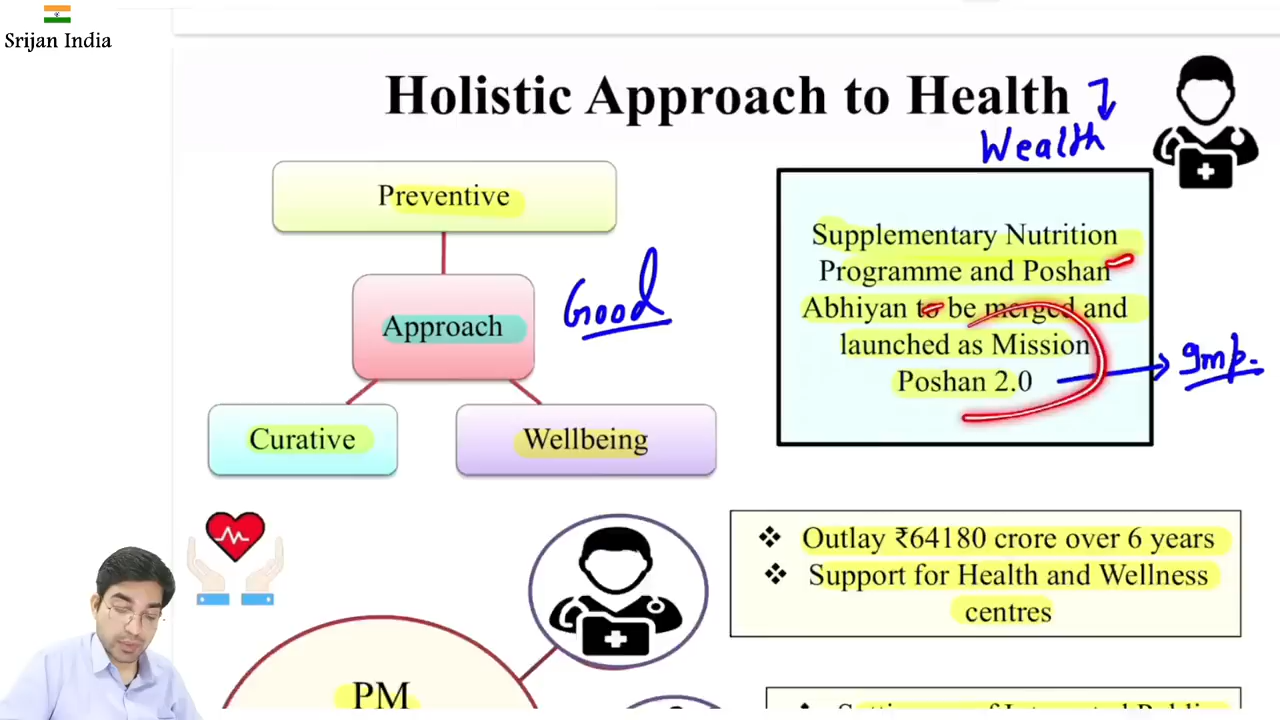 Srijan India
Holistic Approach to Health
Wealth
Preventive
Approach
Good
Curative
Wellbeing
Supplementary Nutrition
Programme and Poshan
Abhiyan to be merged and
launched as Mission
Poshan 2.0
Imp.
❖ Outlay ₹64180 crore over 6 years
❖ Support for Health and Wellness
centres
PM